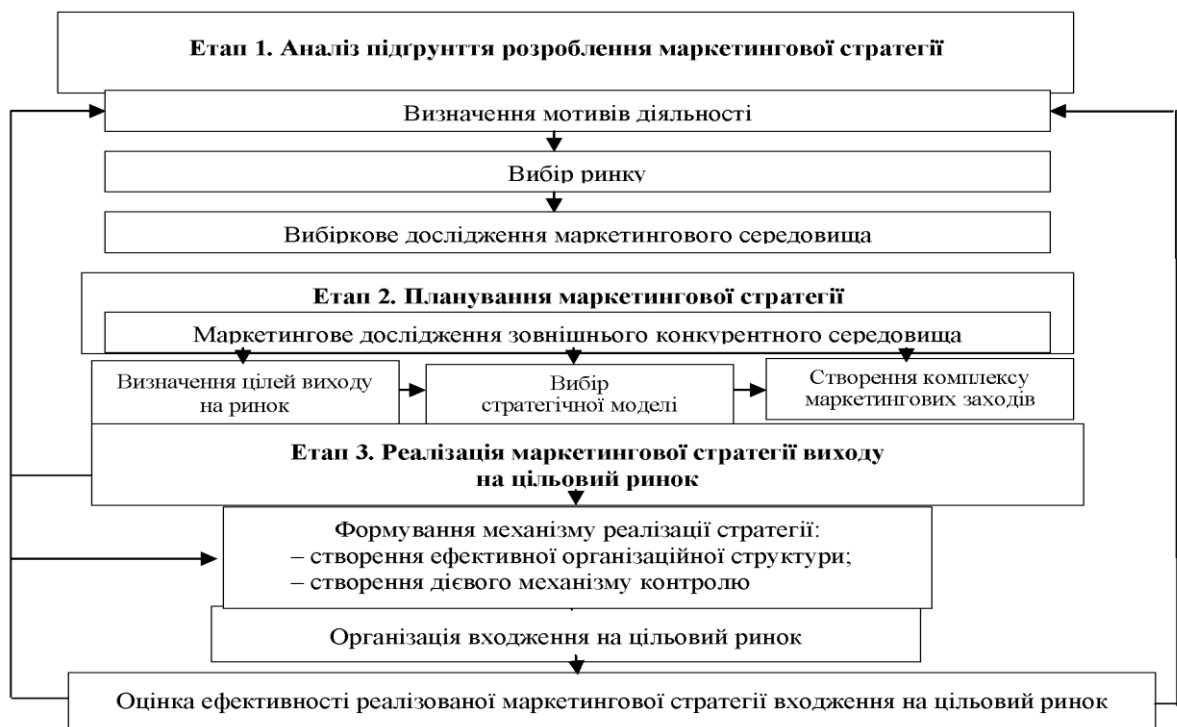 Етап 1. Аналіз підґрунття розроблення маркетингової стратегії
Визначення мотивів діяльності
Вибір ринку
Вибіркове дослідження маркетингового середовища
Етап 2. Планування маркетингової стратегії
Маркетингове дослідження зовнішнього конкурентного середовища
Визначення цілей виходу
на ринок
Вибір
стратегічної моделі
Створення комплексу
маркетингових заходів
Етап 3. Реалізація маркетингової стратегії виходу
на цільовий ринок
Формування механізму реалізації стратегії:
– створення ефективної організаційної структури;
– створення дієвого механізму контролю
Організація входження на цільовий ринок
Оцінка ефективності реалізованої маркетингової стратегії входження на цільовий ринок